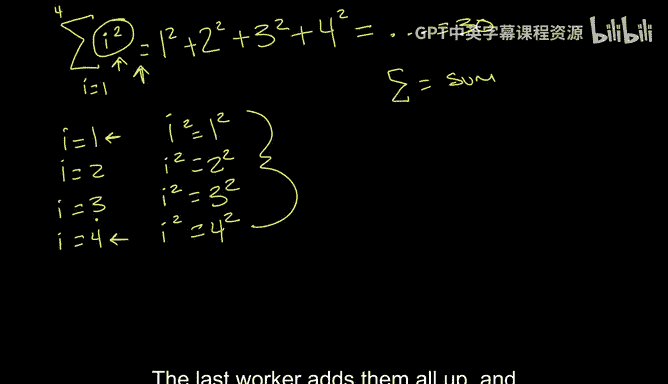 4
∑ i² = 1² + 2² + 3² + 4² = ... = 30
i=1
GPT中英字幕课程资源 bilibili
∑ = sum
i=1 ← i²=1²
i=2 i²=2²
i=3 i²=3²
i=4 ← i²=4²
The last worker adds them all up, and